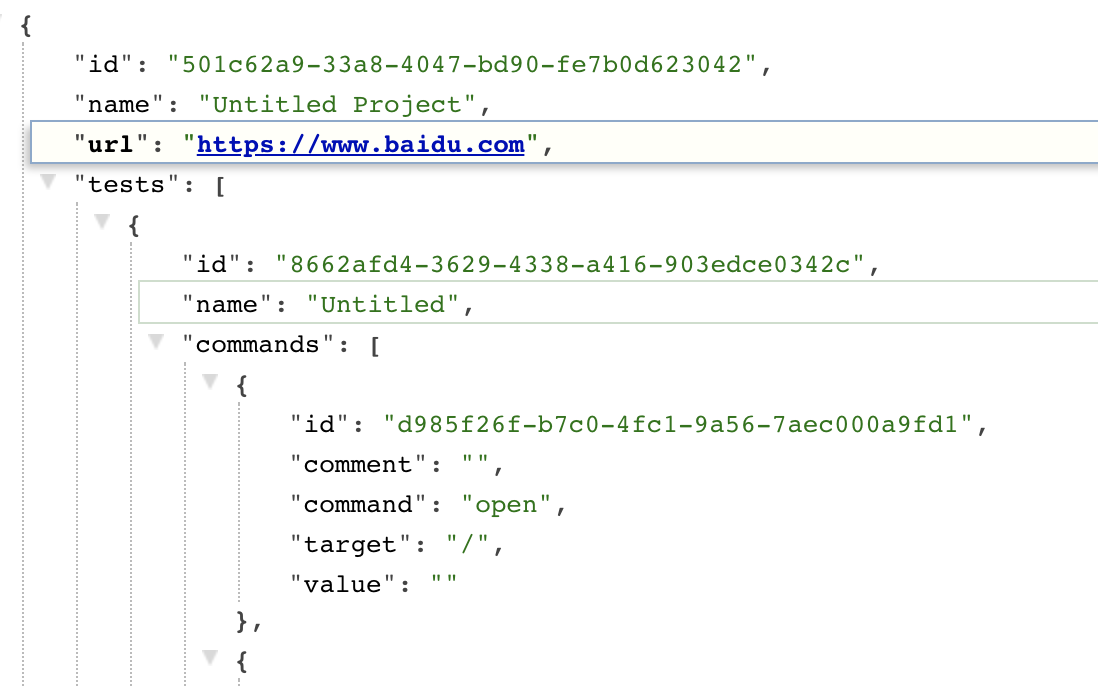 {
"id": "501c62a9-33a8-4047-bd90-fe7b0d623042",
"name": "Untitled Project",
"url": "https://www.baidu.com",
"tests": [
{
"id": "8662afd4-3629-4338-a416-903edce0342c",
"name": "Untitled",
"commands": [
{
"id": "d985f26f-b7c0-4fc1-9a56-7aec000a9fd1",
"comment": "",
"command": "open",
"target": "/",
"value": ""
},
{